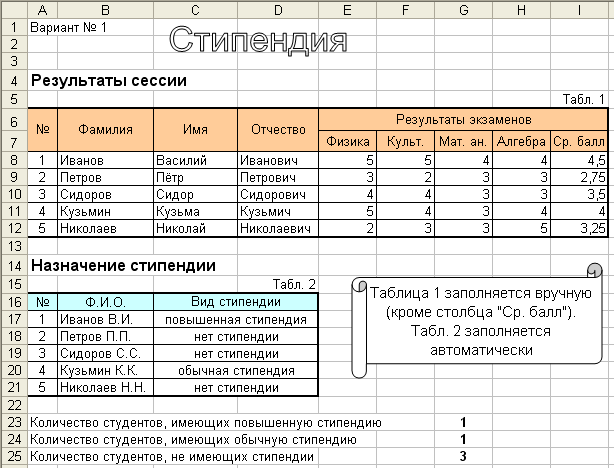 A B C D E F G H I
1 Вариант № 1
2 Стипендия
3
4 Результаты сессии
5 Табл. 1
6 № Фамилия Имя Отчество Результаты экзаменов
7 Физика Культ. Мат. ан. Алгебра Ср. балл
8 1 Иванов Василий Иванович 5 5 4 4 4,5
9 2 Петров Пётр Петрович 3 2 3 3 2,75
10 3 Сидоров Сидор Сидорович 4 4 3 3 3,5
11 4 Кузьмин Кузьма Кузьмич 5 4 3 4 4
12 5 Николаев Николай Николаевич 2 3 3 5 3,25
13
14 Назначение стипендии
15 Табл. 2
16 № Ф.И.О. Вид стипендии
17 1 Иванов В.И. повышенная стипендия
18 2 Петров П.П. нет стипендии
19 3 Сидоров С.С. нет стипендии
20 4 Кузьмин К.К. обычная стипендия
21 5 Николаев Н.Н. нет стипендии
Таблица 1 заполняется вручную
(кроме столбца "Ср. балл").
Табл. 2 заполняется
автоматически
22
23 Количество студентов, имеющих повышенную стипендию 1
24 Количество студентов, имеющих обычную стипендию 1
25 Количество студентов, не имеющих стипендии 3